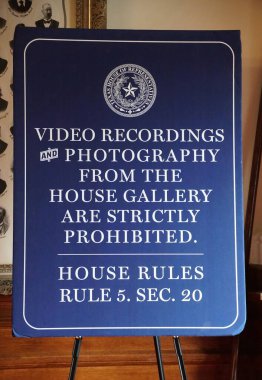 VIDEO RECORDINGS
AND PHOTOGRAPHY
FROM THE
HOUSE GALLERY
ARE STRICTLY
PROHIBITED.
HOUSE RULES
RULE 5. SEC. 20